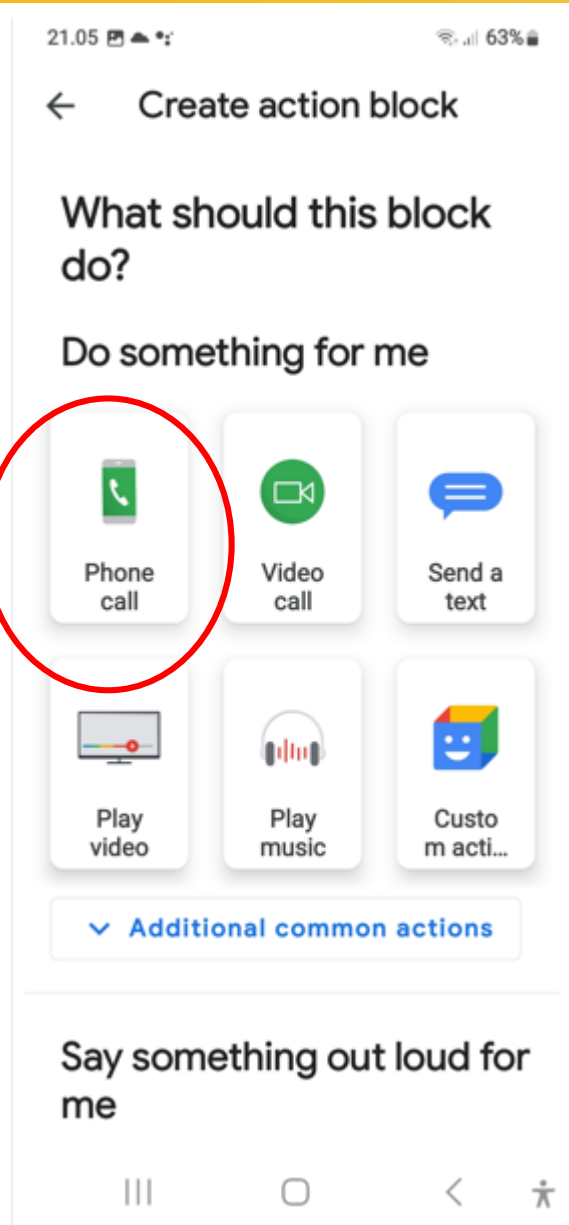 21.05 63%
Create action block
What should this block
do?
Do something for me
Phone
call
Video
call
Send a
text
Play
video
Play
music
Custo
m acti...
Additional common actions
Say something out loud for
me